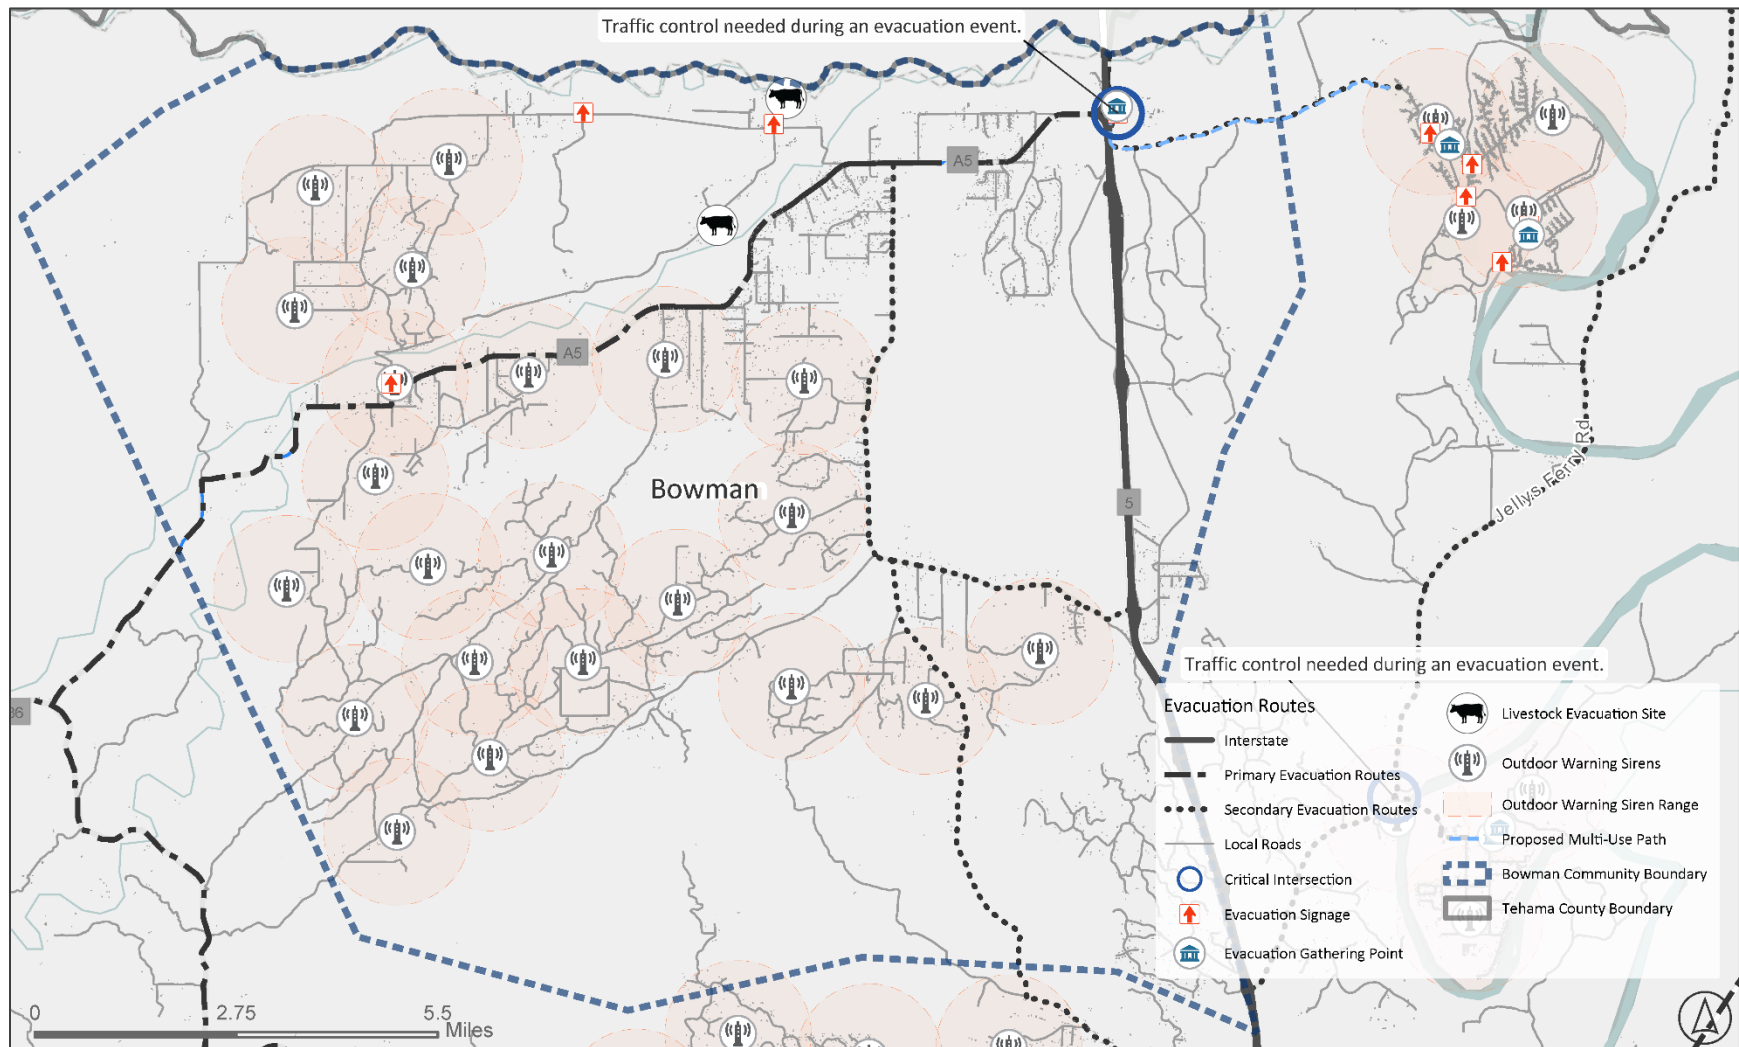 Traffic control needed during an evacuation event.
A5
A5
Bowman
5
Jellys Ferry Rd
36
Traffic control needed during an evacuation event.
Evacuation Routes
Interstate
Primary Evacuation Routes
Secondary Evacuation Routes
Local Roads
Critical Intersection
Evacuation Signage
Evacuation Gathering Point
Livestock Evacuation Site
Outdoor Warning Sirens
Outdoor Warning Siren Range
Proposed Multi-Use Path
Bowman Community Boundary
Tehama County Boundary
0 2.75 5.5
Miles